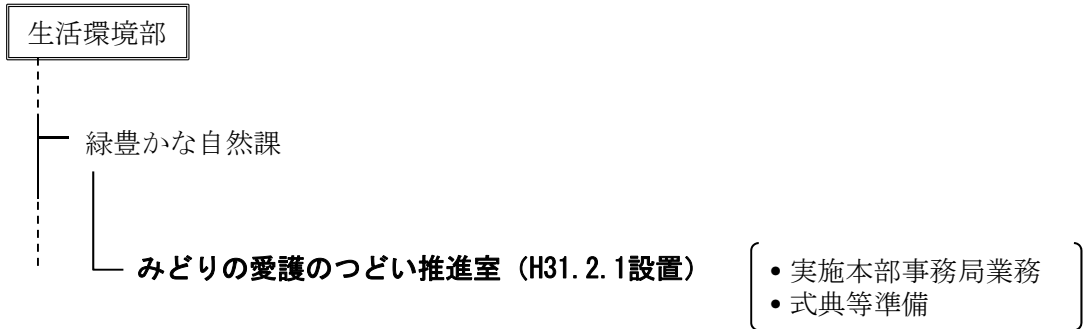 生活環境部
緑豊かな自然課
みどりの愛護のつどい推進室（H31.2.1設置）
・実施本部事務局業務
・式典等準備